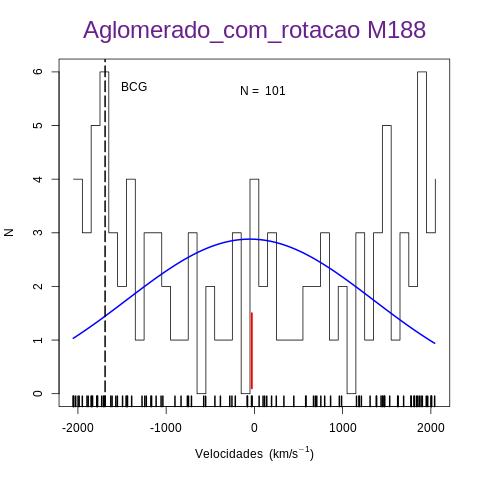 Aglomerado_com_rotacao M188
BCG
N = 101
6
5
4
3
2
1
0
N
-2000 -1000 0 1000 2000
Velocidades (km/s⁻¹)